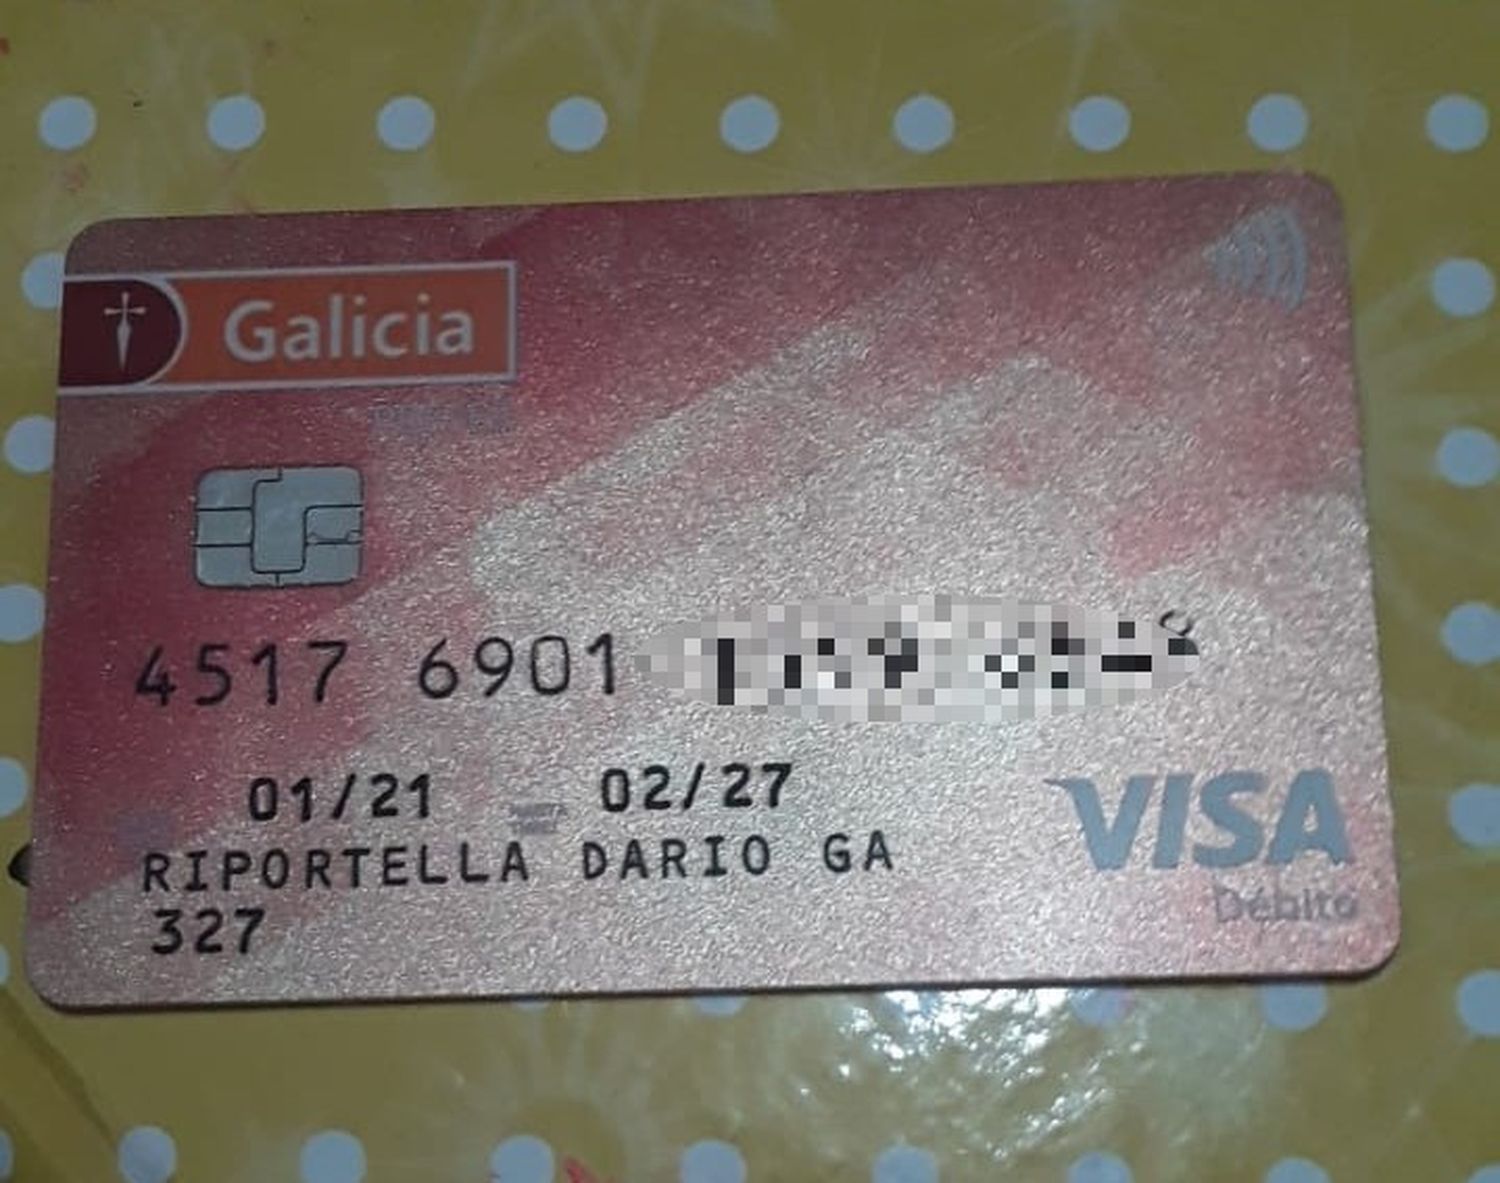 Galicia
4517 6901
01/21 02/27
RIPORTELLA DARIO GA
327
VISA
Débito